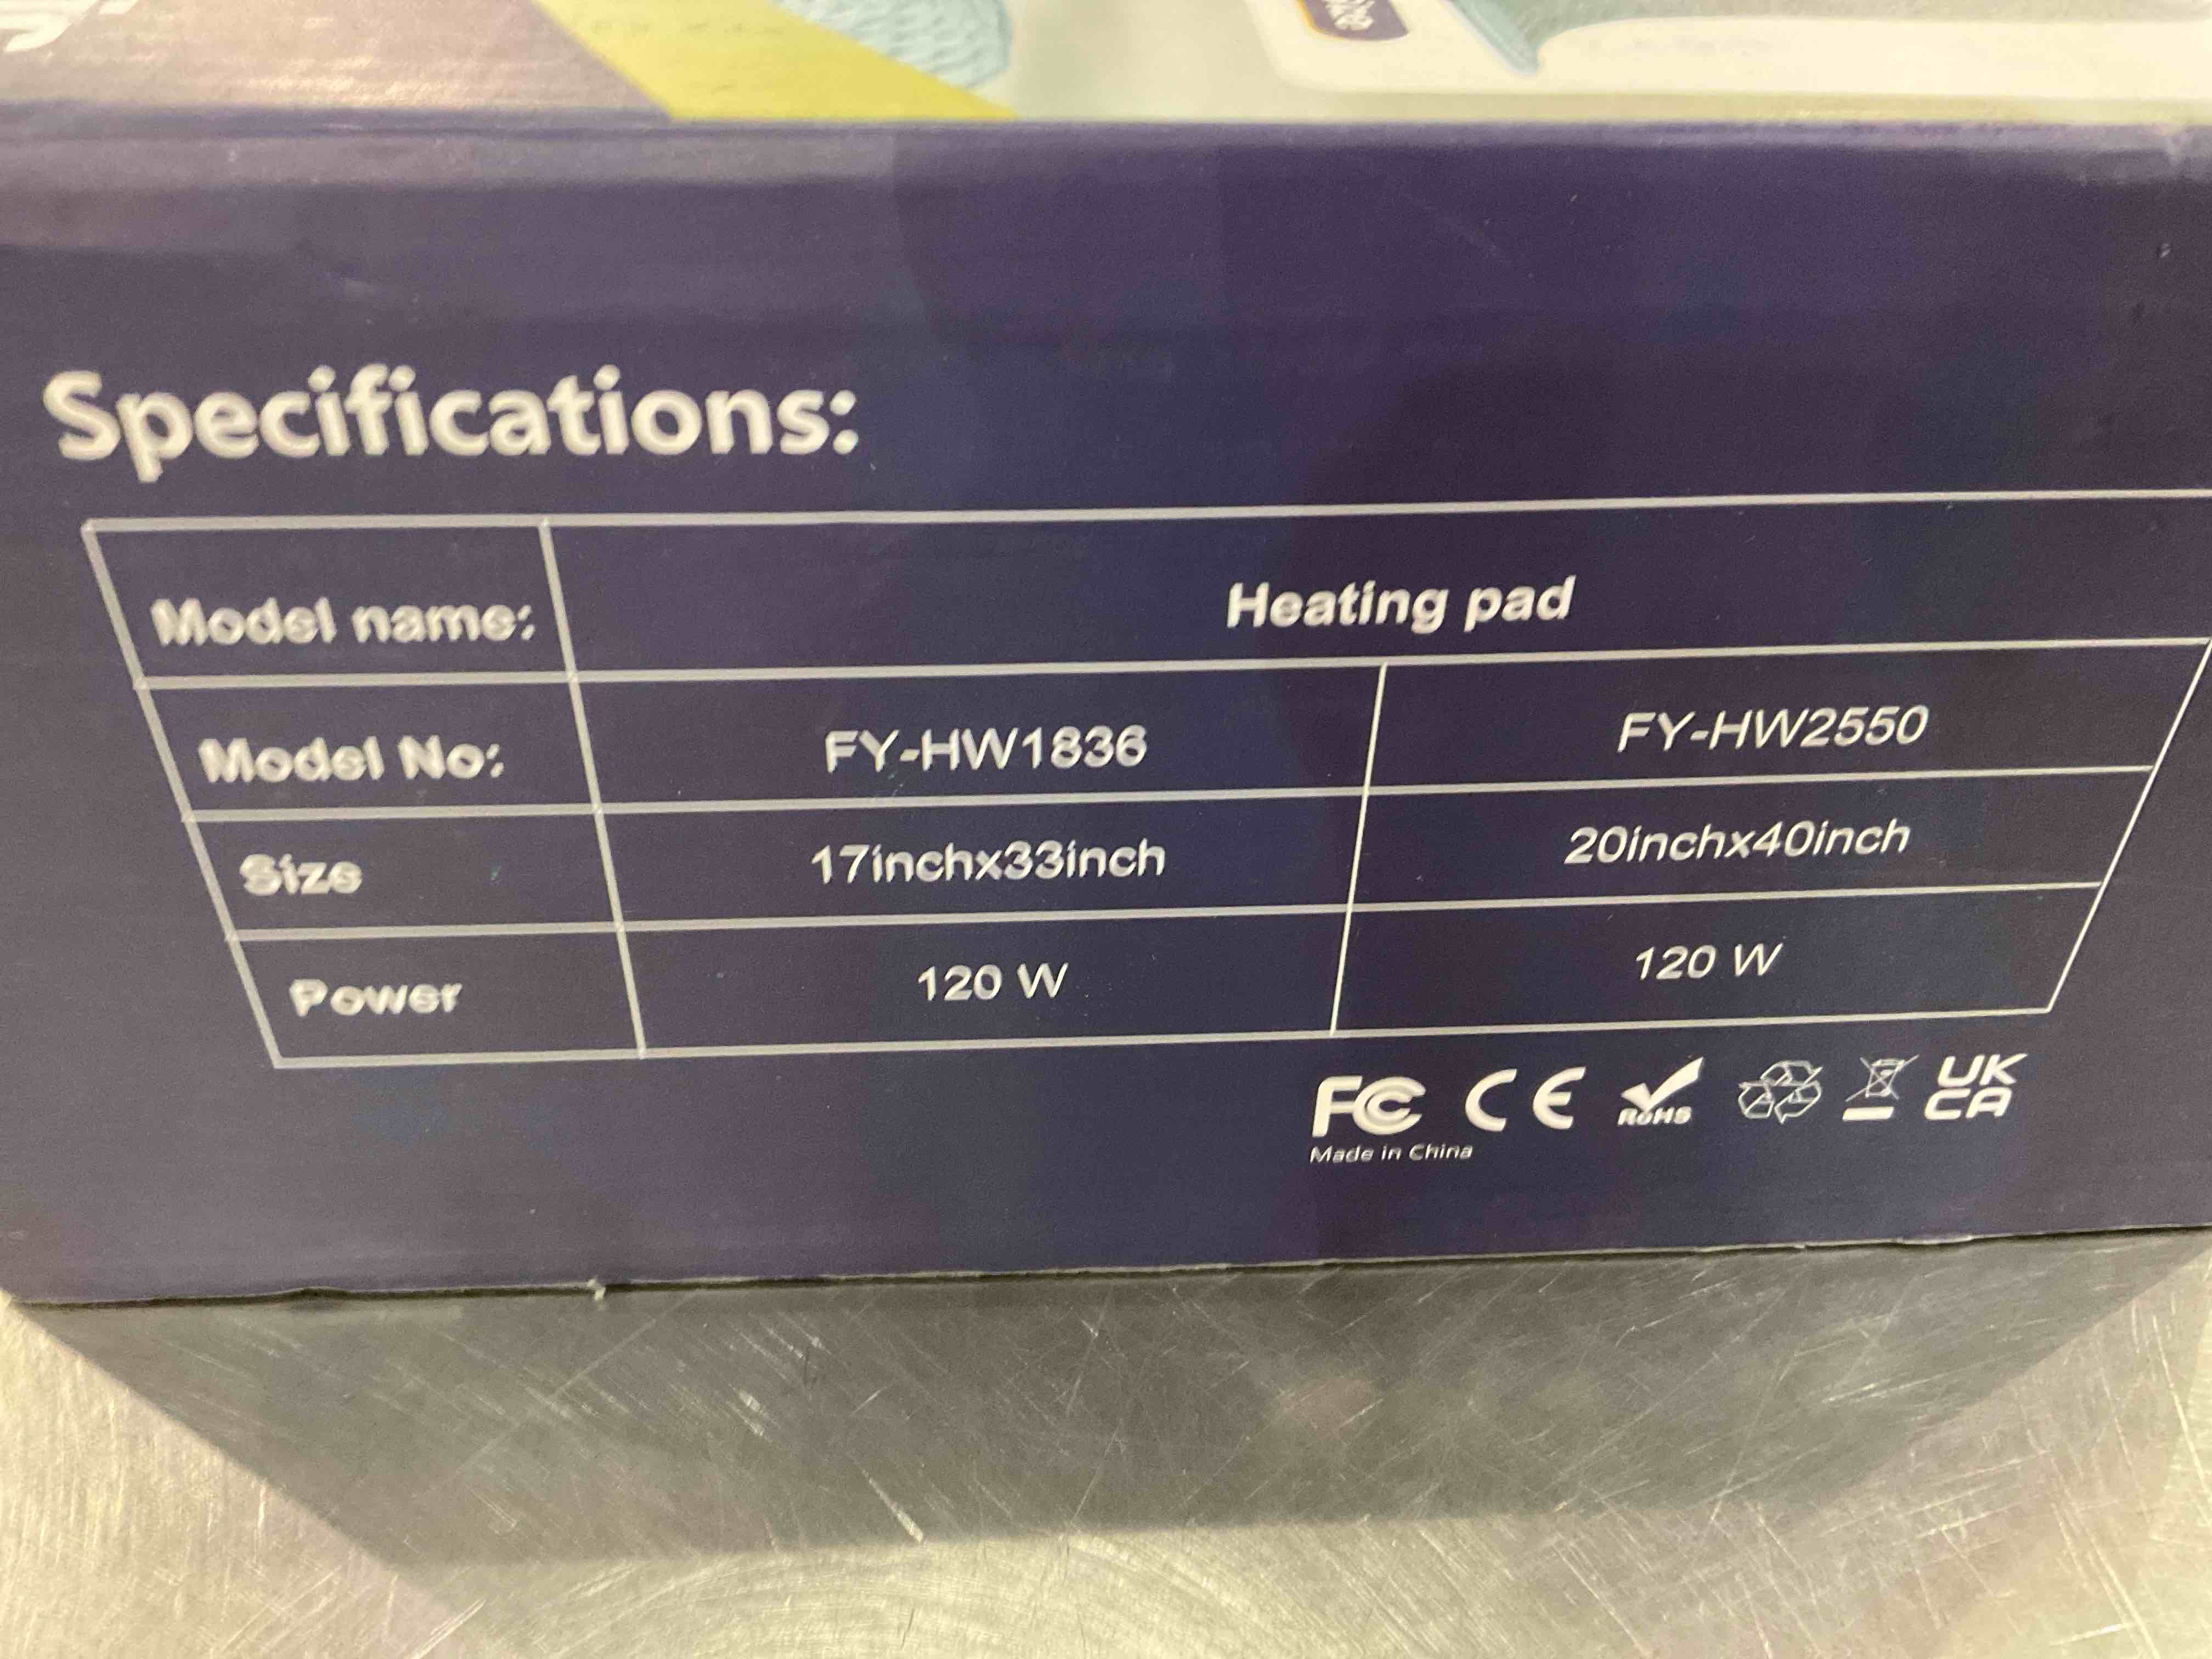 Specifications:
Model name: Heating pad
Model No: FY-HW1836 FY-HW2550
Size 17inchx33inch 20inchx40inch
Power 120 W 120 W
FC CE RoHS UK
CA
Made in China